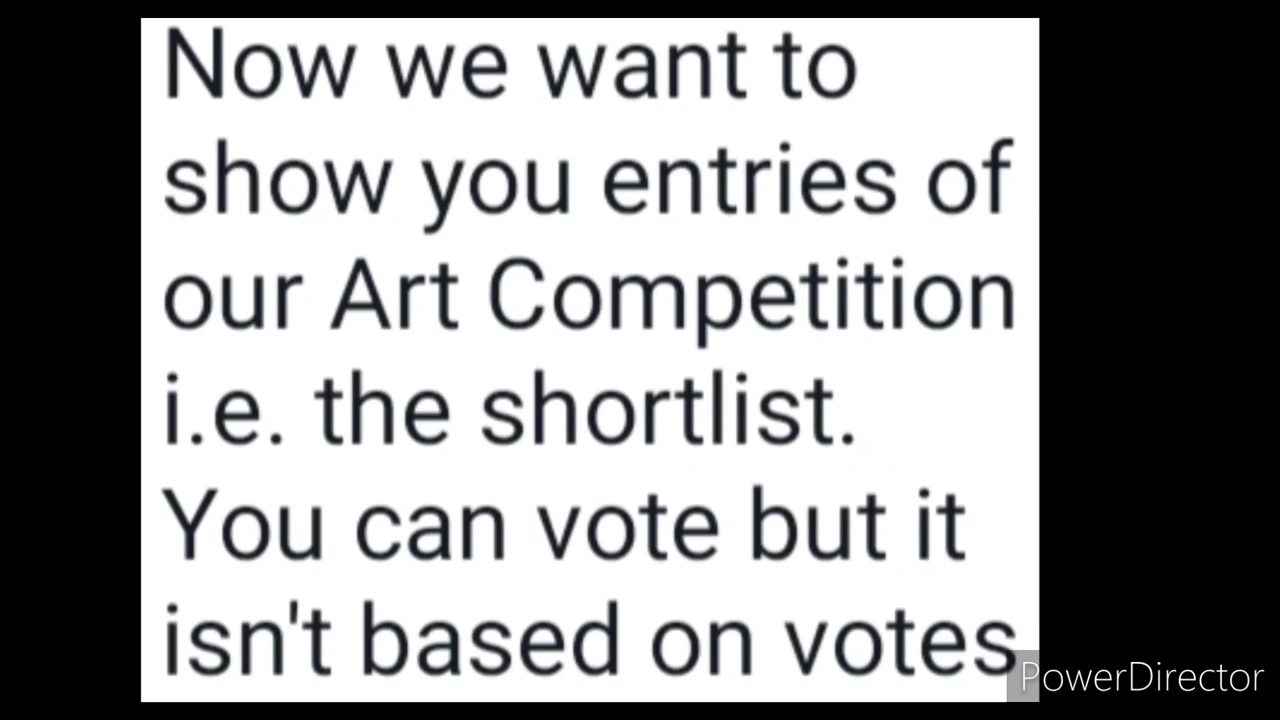 Now we want to
show you entries of
our Art Competition
i.e. the shortlist.
You can vote but it
isn't based on votes
PowerDirector